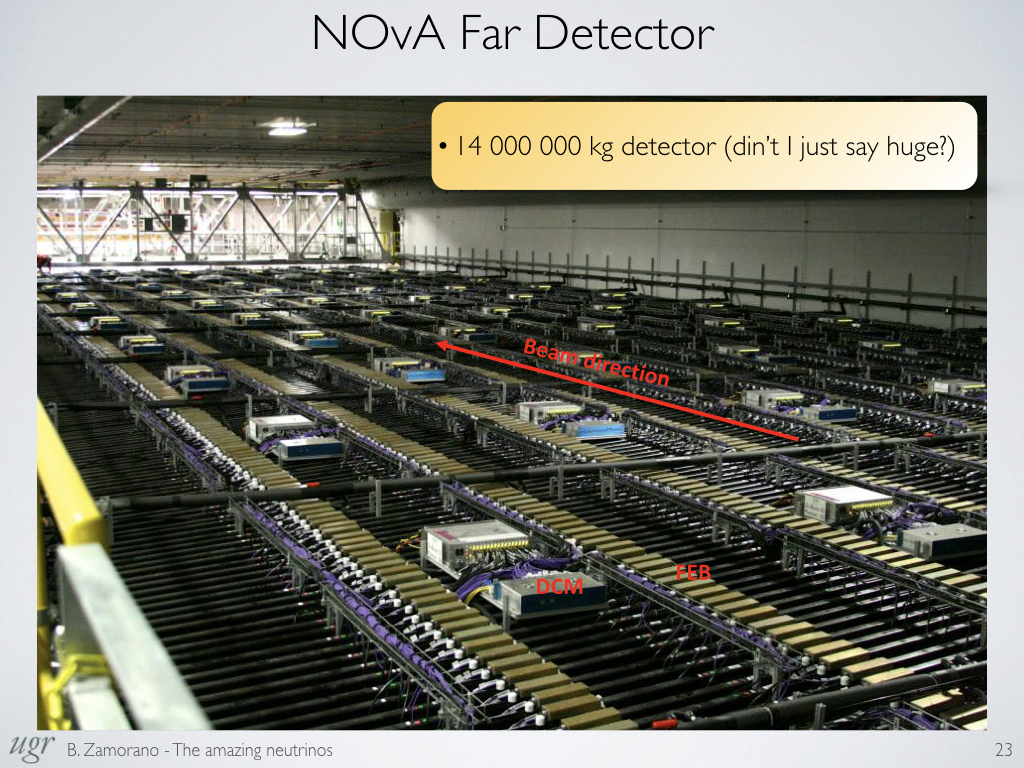 NOvA Far Detector
• 14 000 000 kg detector (din't I just say huge?)
Beam direction
FEB
DCM
ugr B. Zamorano - The amazing neutrinos
23